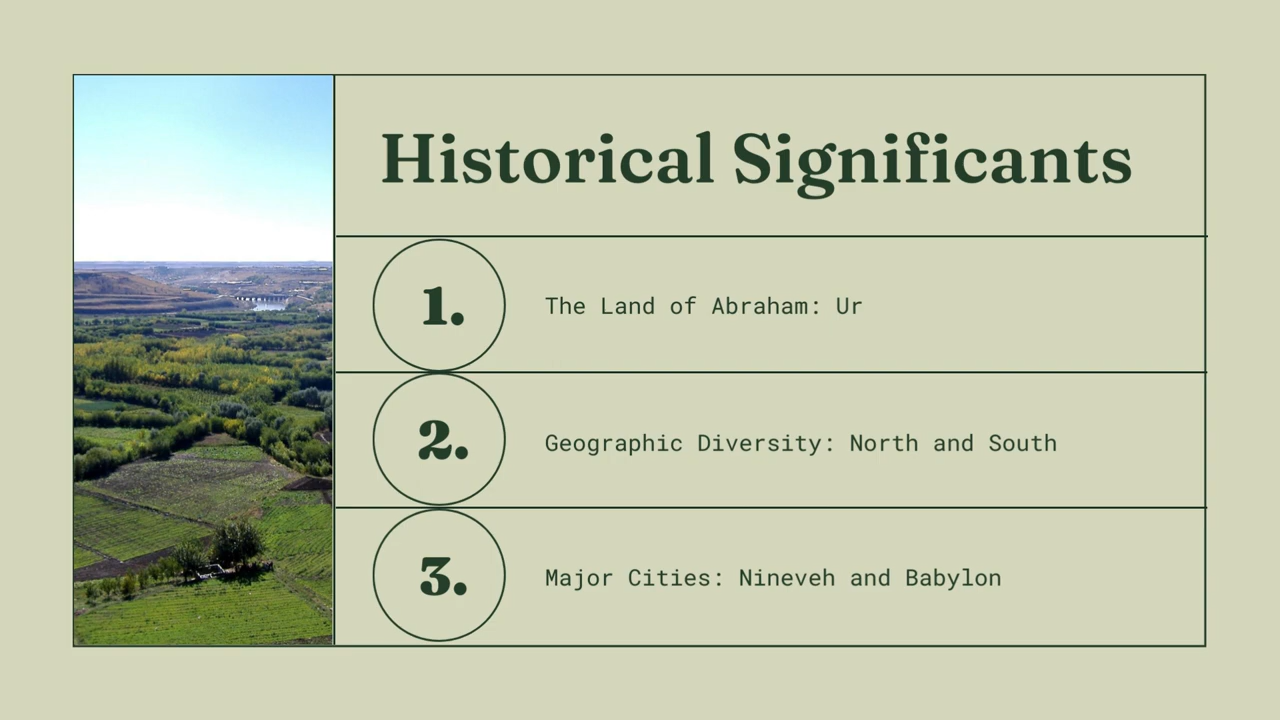 Historical Significants
1.
The Land of Abraham: Ur
2.
Geographic Diversity: North and South
3.
Major Cities: Nineveh and Babylon